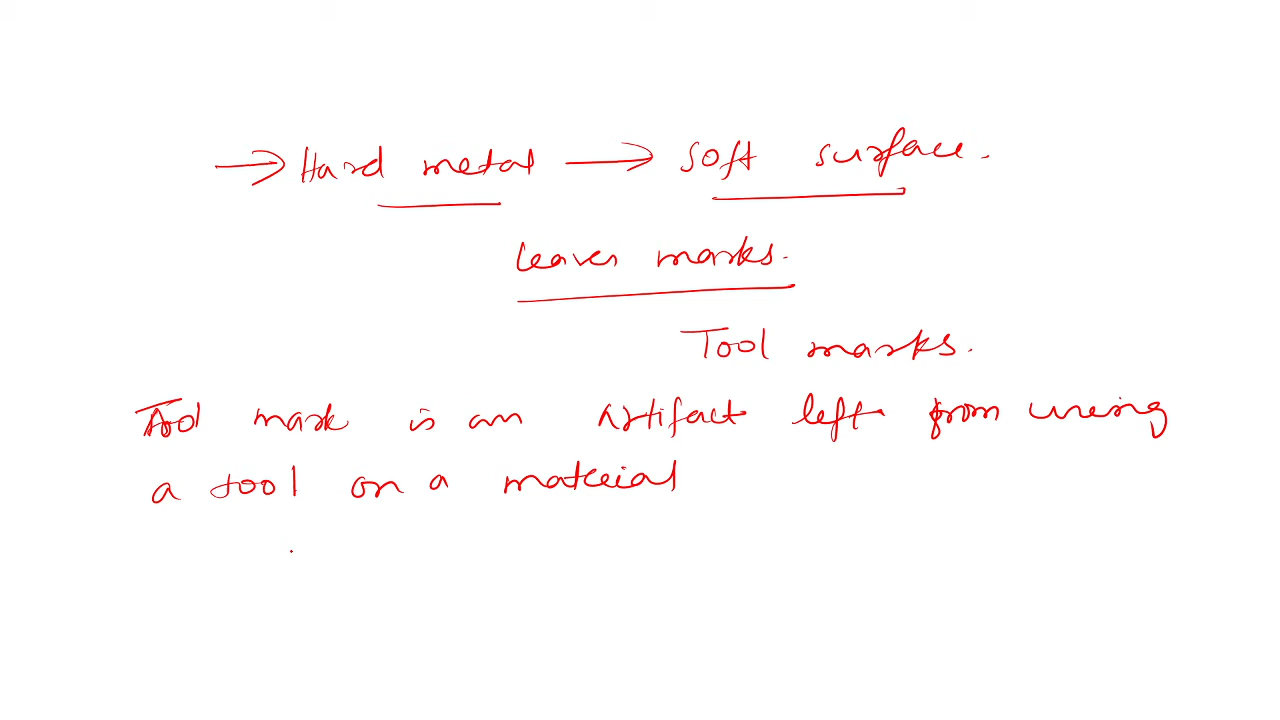 → Hard metal → soft surface.
leaves marks.
Tool marks.
Tool mark is an Artifact left from using
a tool on a material